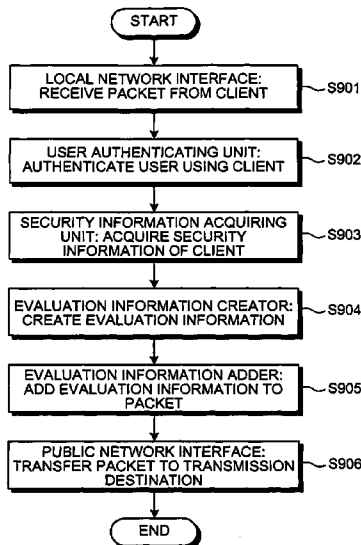 START
LOCAL NETWORK INTERFACE:
RECEIVE PACKET FROM CLIENT
S901
USER AUTHENTICATING UNIT:
AUTHENTICATE USER USING CLIENT
S902
SECURITY INFORMATION ACQUIRING
UNIT: ACQUIRE SECURITY
INFORMATION OF CLIENT
S903
EVALUATION INFORMATION CREATOR:
CREATE EVALUATION INFORMATION
S904
EVALUATION INFORMATION ADDER:
ADD EVALUATION INFORMATION TO
PACKET
S905
PUBLIC NETWORK INTERFACE:
TRANSFER PACKET TO TRANSMISSION
DESTINATION
S906
END